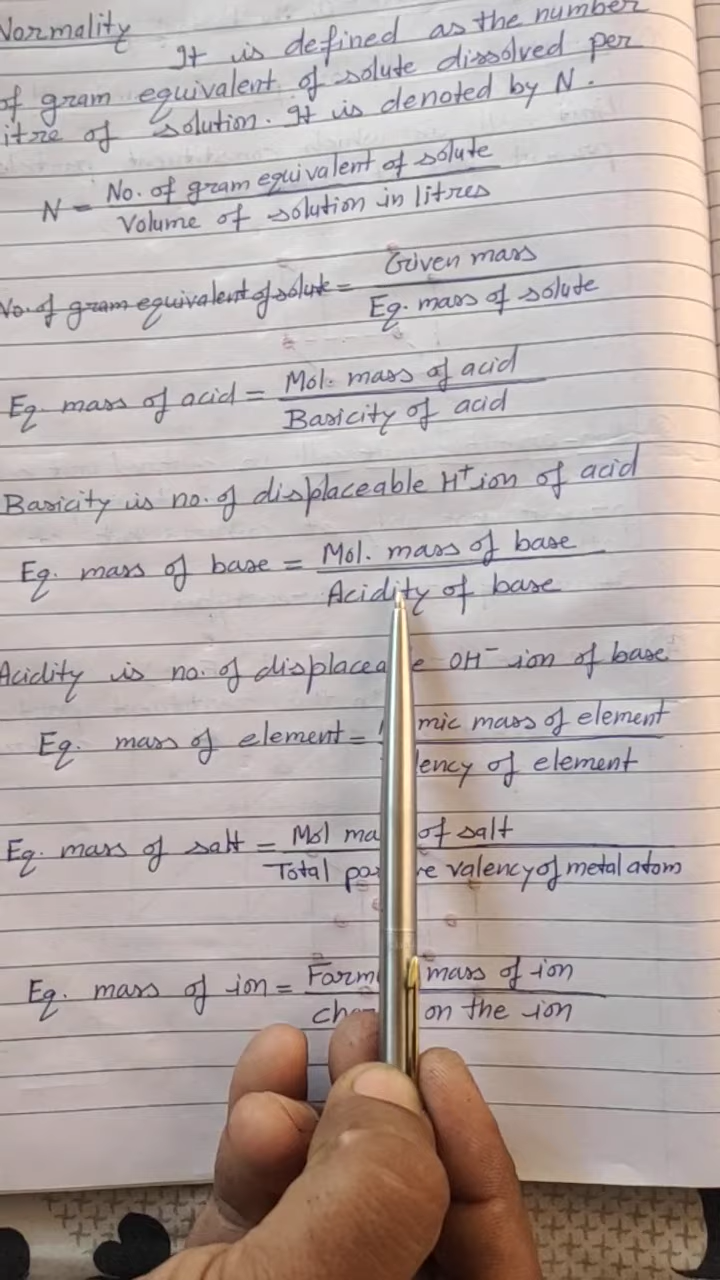 Normality
It is defined as the number
of gram equivalent of solute dissolved per
litre of solution. It is denoted by N.
N = No. of gram equivalent of solute
Volume of solution in litres
No. of gram equivalent of solute = Given mass
Eq. mass of solute
Eq. mass of acid = Mol. mass of acid
Basicity of acid
Basicity is no. of displaceable H⁺ ion of acid
Eq. mass of base = Mol. mass of base
Acidity of base
Acidity is no. of displacea e OH⁻ ion of base
Eq. mass of element = mic mass of element
lency of element
Eq. mass of salt = Mol ma of salt
Total po ve valency of metal atom
Eq. mass of ion = Form mass of ion
cha on the ion